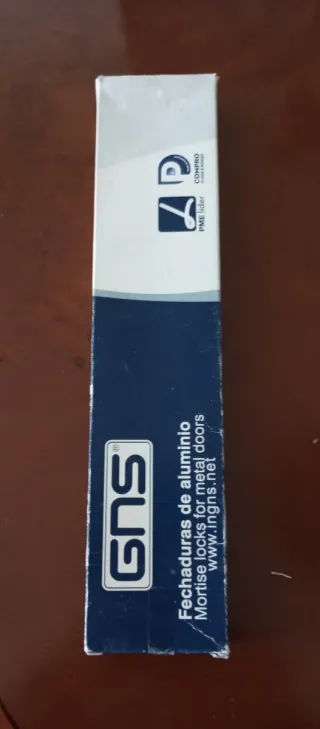 GNS®
Fechaduras de alumínio
Mortise locks for metal doors
www.ingns.net
PME líder
COMPRO